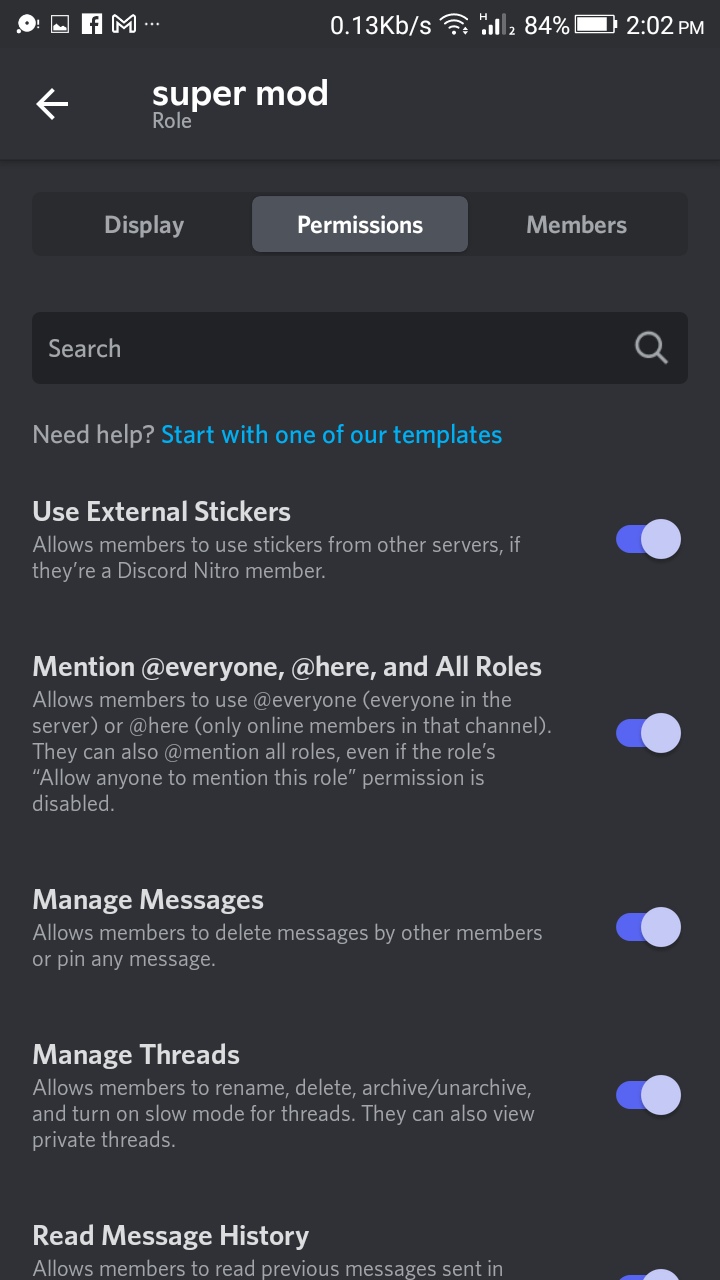 0.13Kb/s H 2 84% 2:02 PM
super mod
Role
Display Permissions Members
Search
Need help? Start with one of our templates
Use External Stickers
Allows members to use stickers from other servers, if
they’re a Discord Nitro member.
Mention @everyone, @here, and All Roles
Allows members to use @everyone (everyone in the
server) or @here (only online members in that channel).
They can also @mention all roles, even if the role’s
“Allow anyone to mention this role” permission is
disabled.
Manage Messages
Allows members to delete messages by other members
or pin any message.
Manage Threads
Allows members to rename, delete, archive/unarchive,
and turn on slow mode for threads. They can also view
private threads.
Read Message History
Allows members to read previous messages sent in